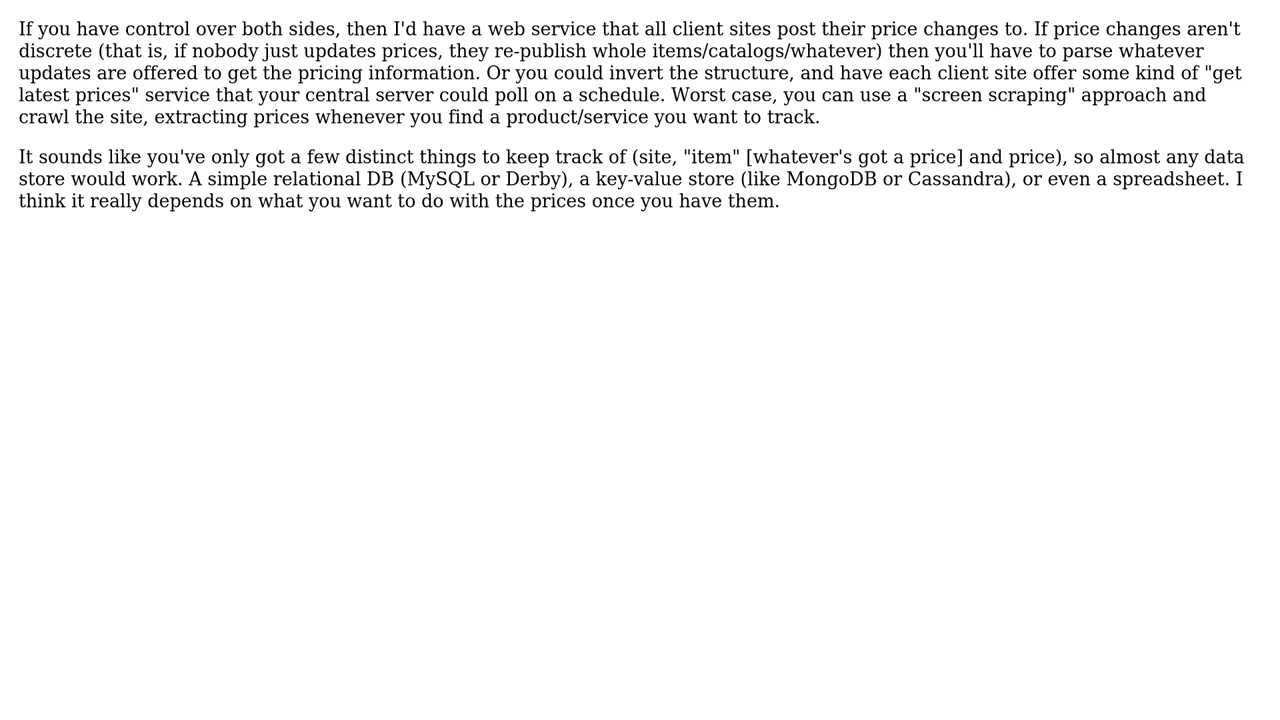 If you have control over both sides, then I'd have a web service that all client sites post their price changes to. If price changes aren't
discrete (that is, if nobody just updates prices, they re-publish whole items/catalogs/whatever) then you'll have to parse whatever
updates are offered to get the pricing information. Or you could invert the structure, and have each client site offer some kind of "get
latest prices" service that your central server could poll on a schedule. Worst case, you can use a "screen scraping" approach and
crawl the site, extracting prices whenever you find a product/service you want to track.
It sounds like you've only got a few distinct things to keep track of (site, "item" [whatever's got a price] and price), so almost any data
store would work. A simple relational DB (MySQL or Derby), a key-value store (like MongoDB or Cassandra), or even a spreadsheet. I
think it really depends on what you want to do with the prices once you have them.